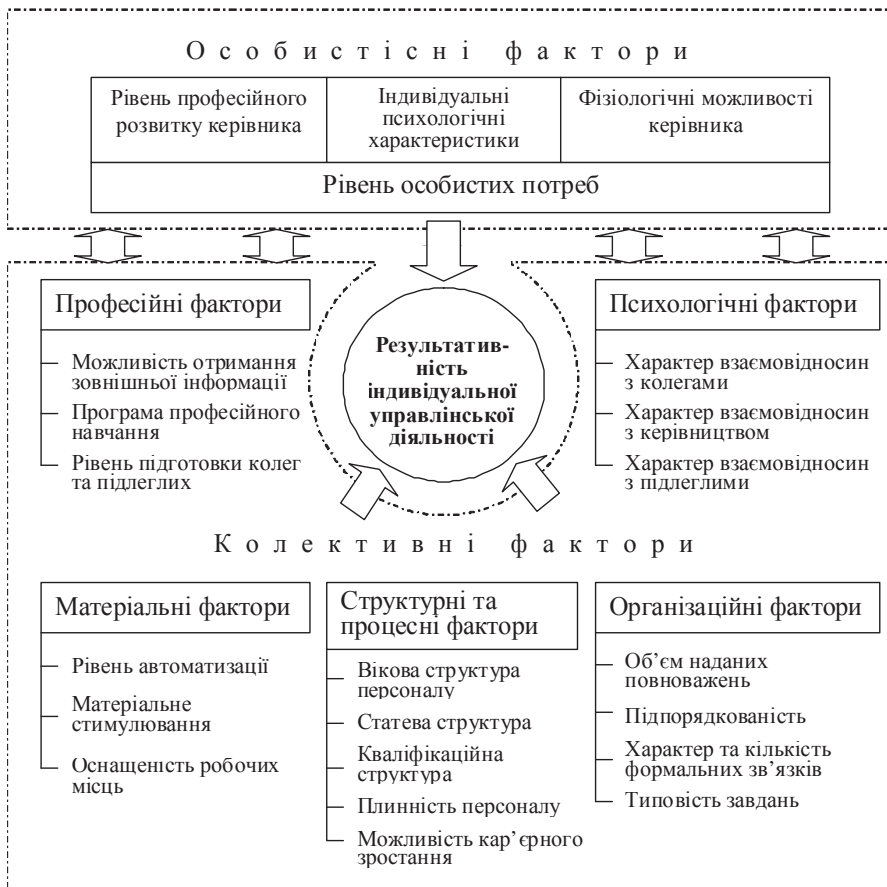 Особистісні фактори
Рівень професійного
розвитку керівника
Індивідуальні
психологічні
характеристики
Фізіологічні можливості
керівника
Рівень особистих потреб
Професійні фактори
Можливість отримання
зовнішньої інформації
Програма професійного
навчання
Рівень підготовки колег
та підлеглих
Результатив-
ність
індивідуальної
управлінської
діяльності
Психологічні фактори
Характер взаємовідносин
з колегами
Характер взаємовідносин
з керівництвом
Характер взаємовідносин
з підлеглими
Колективні фактори
Матеріальні фактори
Рівень автоматизації
Матеріальне
стимулювання
Оснащеність робочих
місць
Структурні та
процесні фактори
Вікова структура
персоналу
Статева структура
Кваліфікаційна
структура
Плинність персоналу
Можливість кар’єрного
зростання
Організаційні фактори
Об’єм наданих
повноважень
Підпорядкованість
Характер та кількість
формальних зв’язків
Типовість завдань